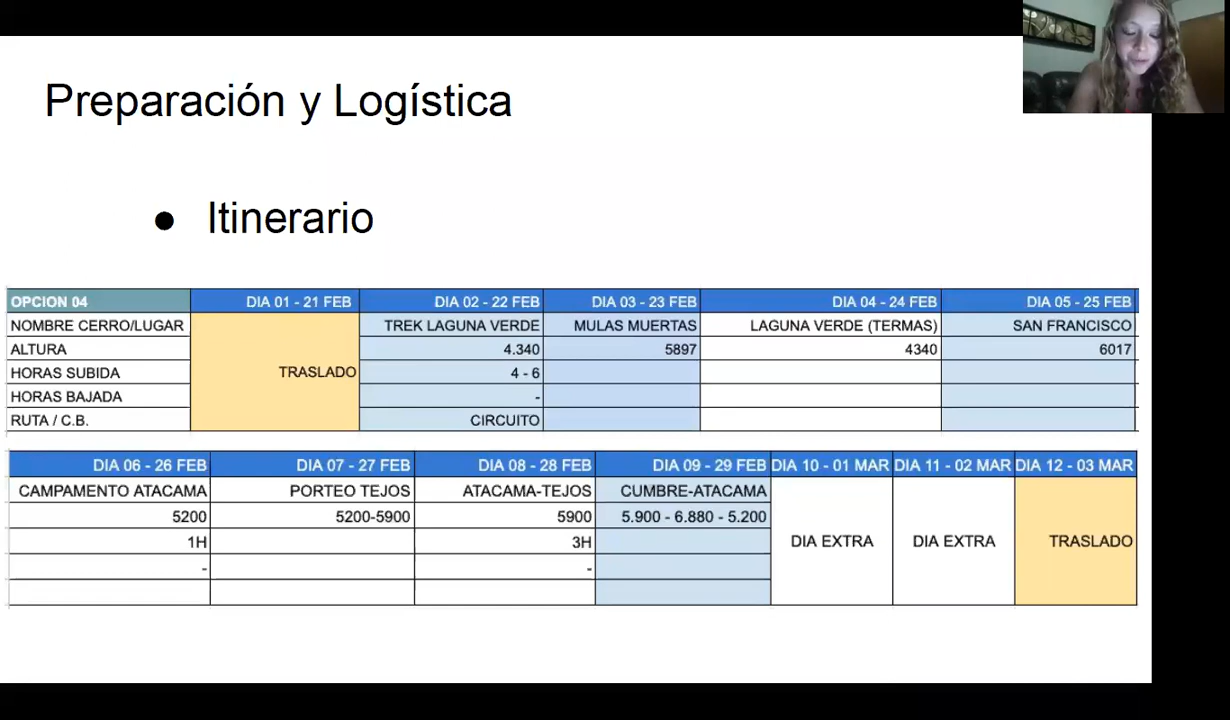 Preparación y Logística
● Itinerario
OPCION 04 DIA 01 - 21 FEB DIA 02 - 22 FEB DIA 03 - 23 FEB DIA 04 - 24 FEB DIA 05 - 25 FEB
NOMBRE CERRO/LUGAR TREK LAGUNA VERDE MULAS MUERTAS LAGUNA VERDE (TERMAS) SAN FRANCISCO
ALTURA 4.340 5897 4340 6017
HORAS SUBIDA TRASLADO 4 - 6
HORAS BAJADA -
RUTA / C.B. CIRCUITO
DIA 06 - 26 FEB DIA 07 - 27 FEB DIA 08 - 28 FEB DIA 09 - 29 FEB DIA 10 - 01 MAR DIA 11 - 02 MAR DIA 12 - 03 MAR
CAMPAMENTO ATACAMA PORTEO TEJOS ATACAMA-TEJOS CUMBRE-ATACAMA
5200 5200-5900 5900 5.900 - 6.880 - 5.200
1H 3H DIA EXTRA DIA EXTRA TRASLADO
- -